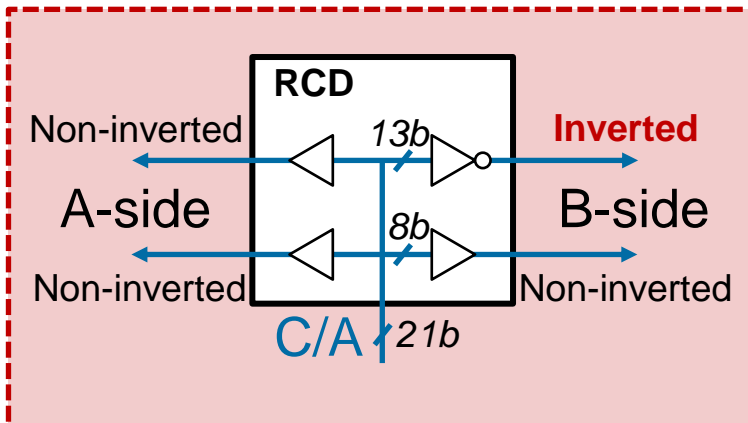 RCD
Non-inverted
13b
Inverted
A-side
B-side
8b
Non-inverted
Non-inverted
C/A
21b